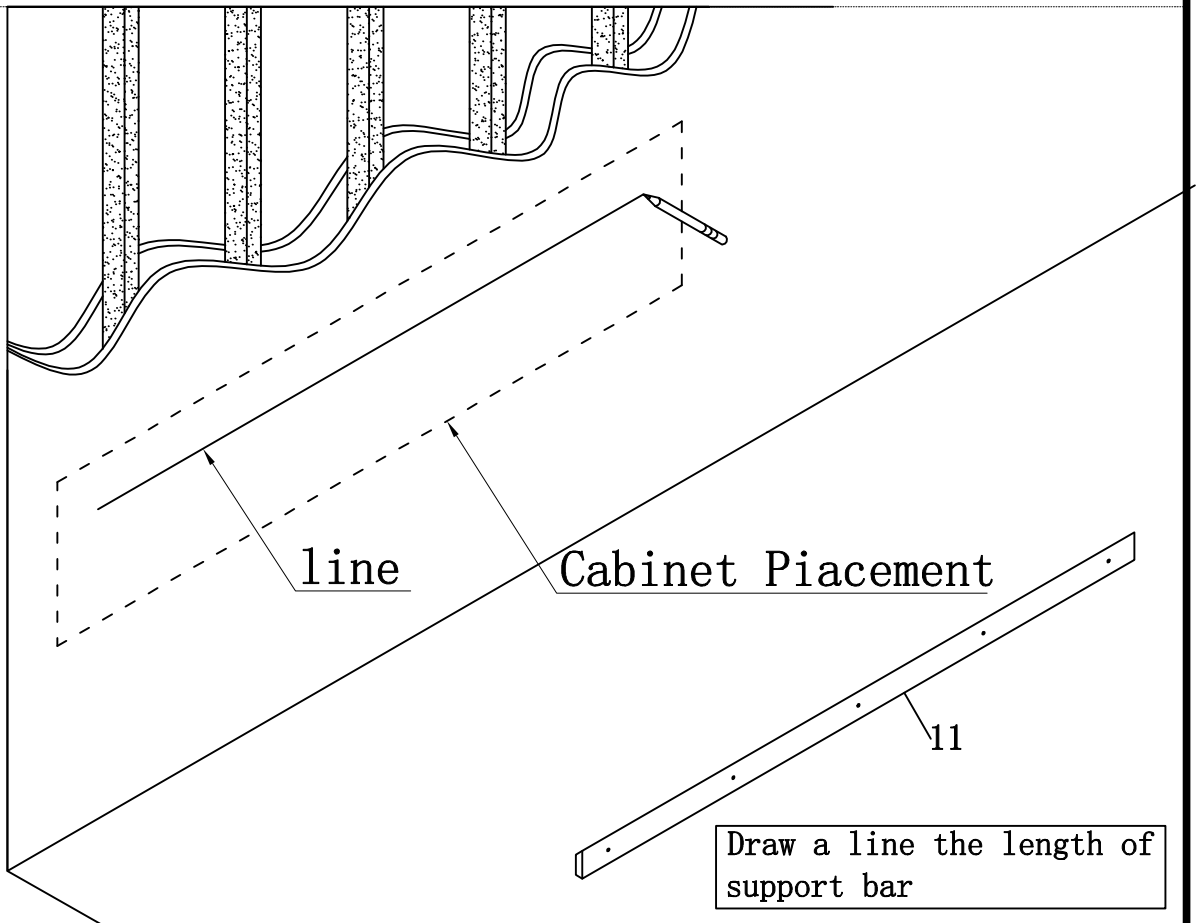 line
Cabinet Piacement
11
Draw a line the length of
support bar